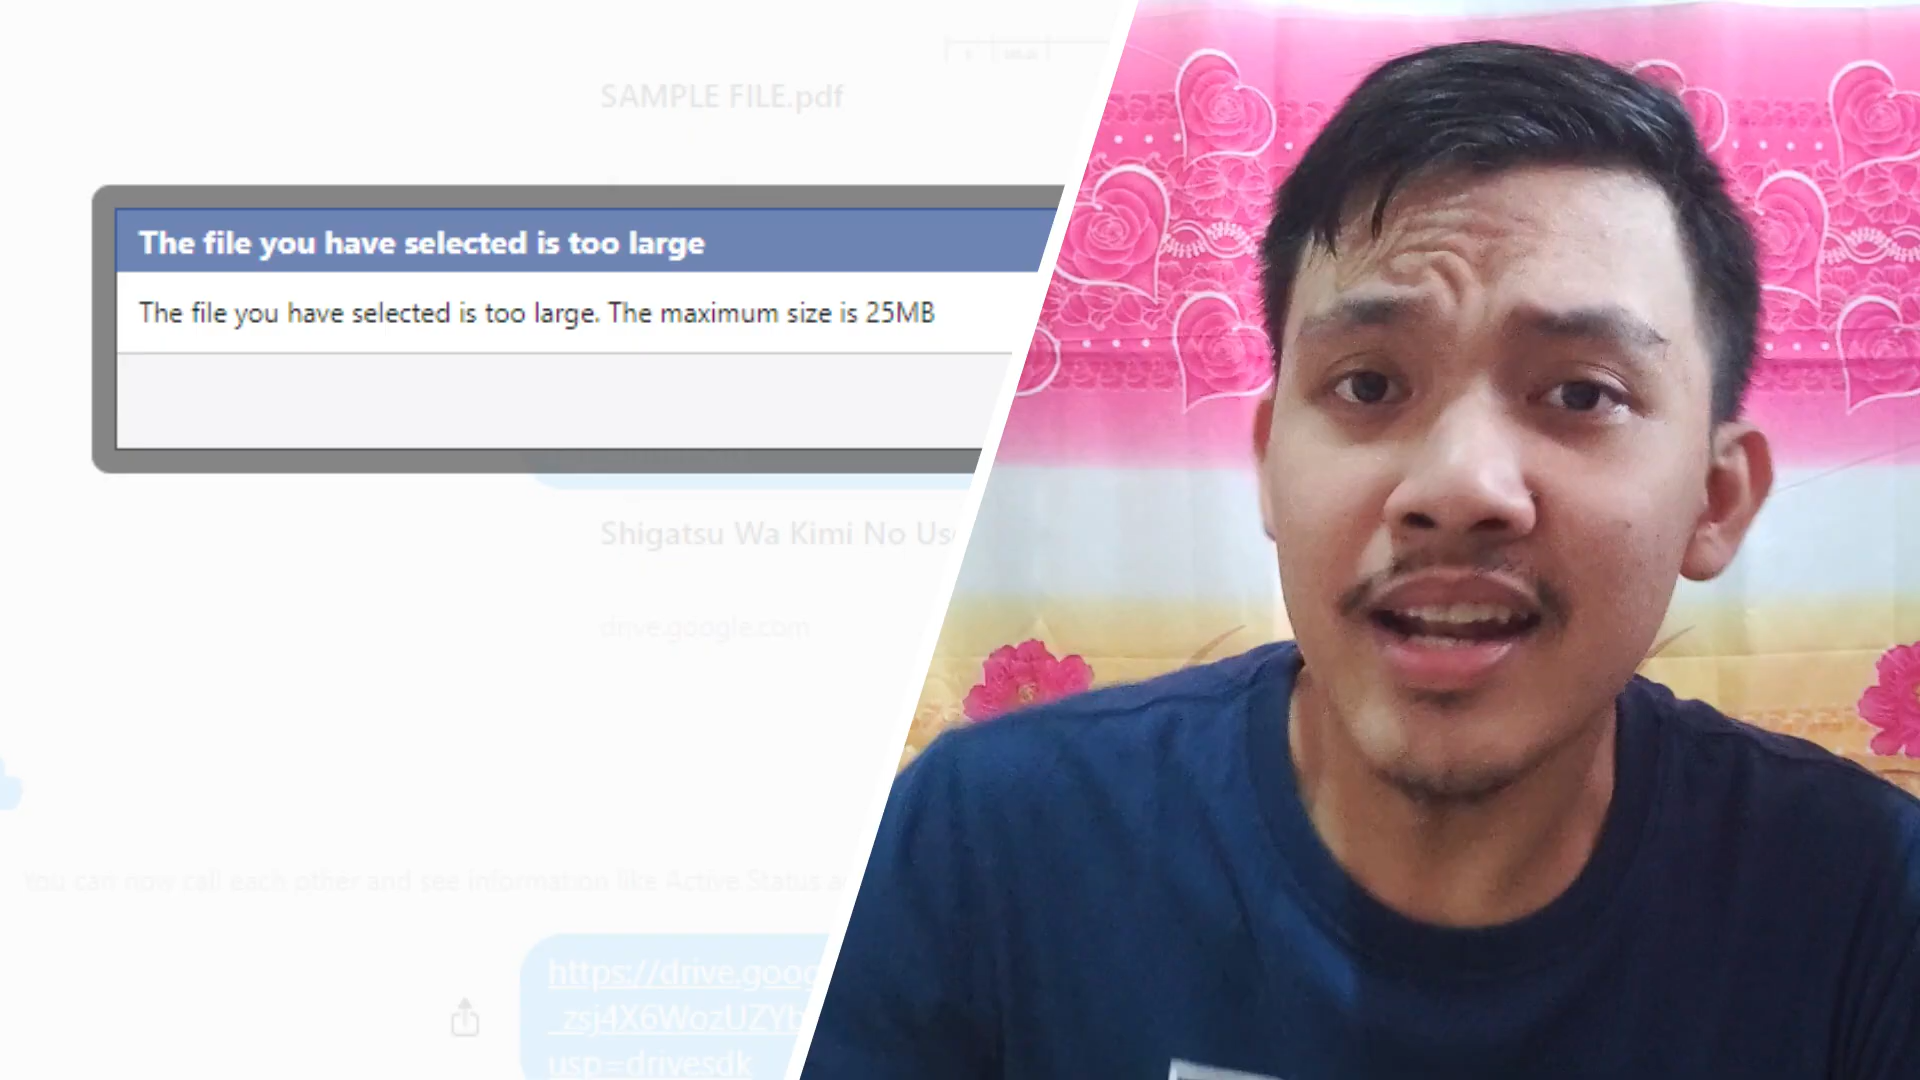 SAMPLE FILE.pdf
The file you have selected is too large
The file you have selected is too large. The maximum size is 25MB
Shigatsu Wa Kimi No Us
drive.google.com
You can now call each other and see information like Active Status
https://drive.goog
_zsj4X6WozUZYb
usp=drivesdk